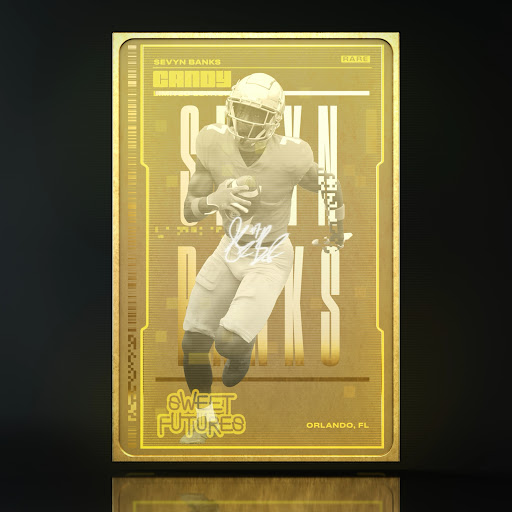 SEVYN BANKS
RARE
CANDY
SEVYN
BANKS
SWEET
FUTURES
ORLANDO, FL